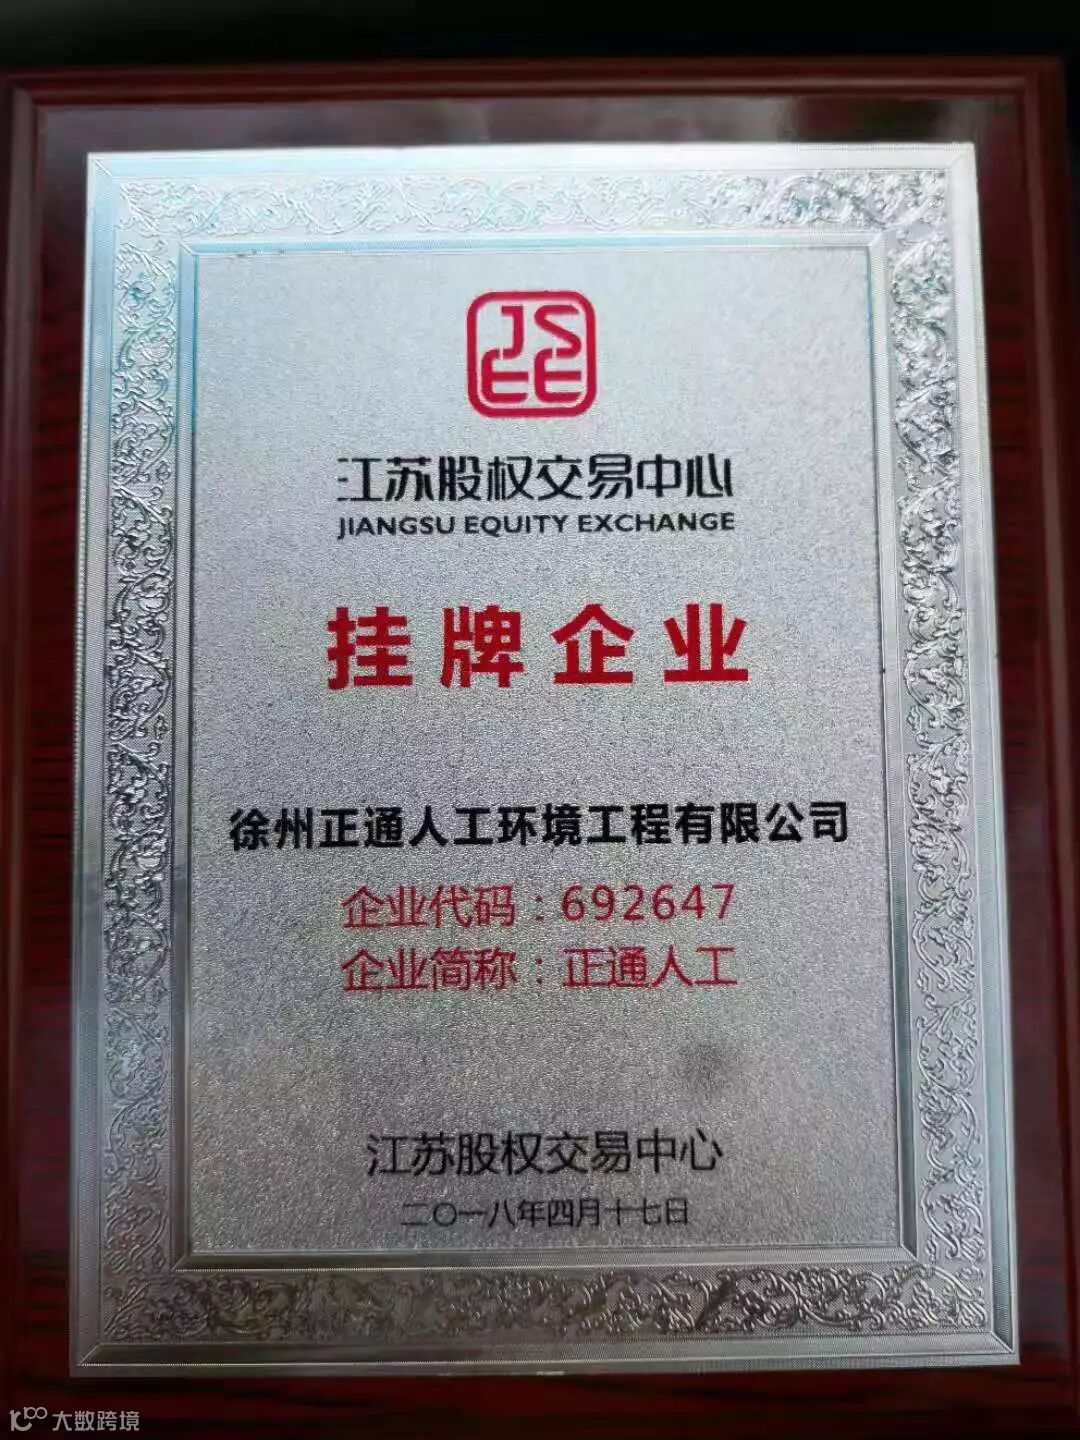 JS
EE
江苏股权交易中心
JIANGSU EQUITY EXCHANGE
挂牌企业
徐州正通人工环境工程有限公司
企业代码：692647
企业简称：正通人工
江苏股权交易中心
二〇一八年四月十七日
大数跨境